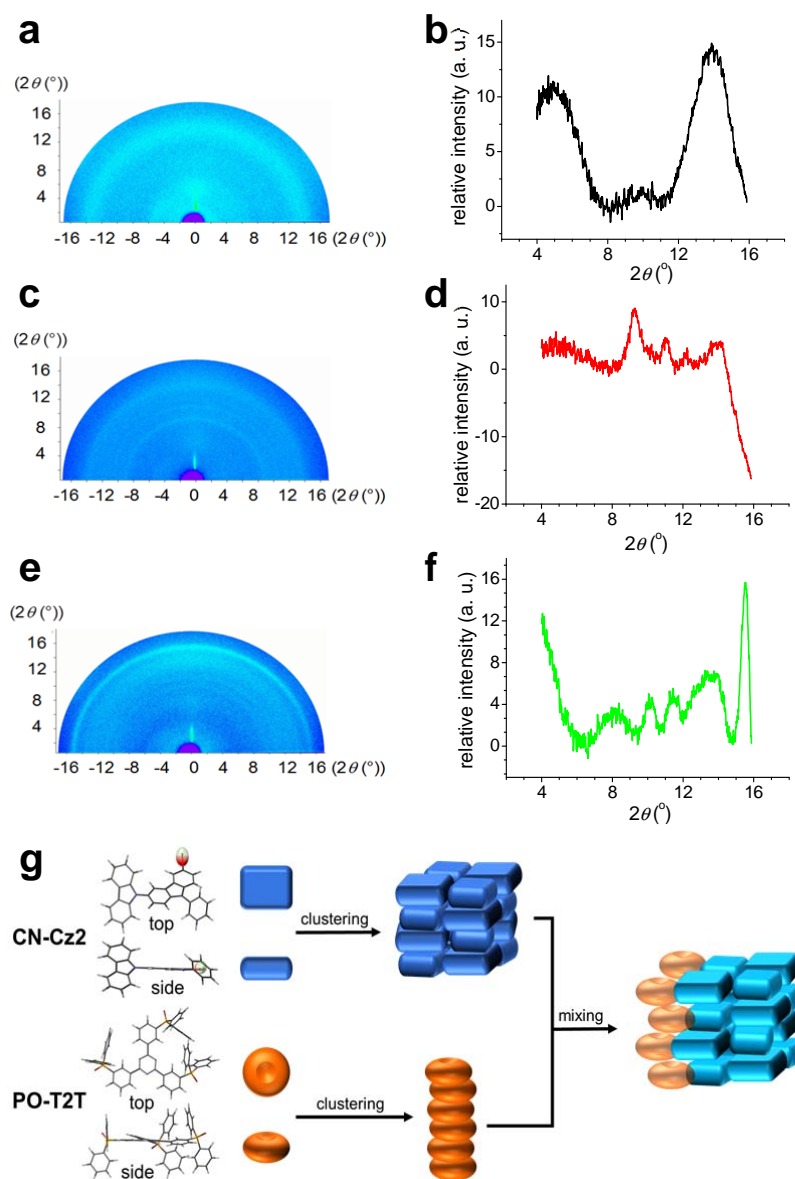 a
(2θ(°))
16
12
8
4
-16 -12 -8 -4 0 4 8 12 16 (2θ(°))
b
relative intensity (a. u.)
15
10
5
0
4 8 12 16
2θ(°)
c
(2θ(°))
16
12
8
4
-16 -12 -8 -4 0 4 8 12 16 (2θ(°))
d
relative intensity (a. u.)
10
0
-10
-20
4 8 12 16
2θ(°)
e
(2θ(°))
16
12
8
4
-16 -12 -8 -4 0 4 8 12 16 (2θ(°))
f
relative intensity (a. u.)
16
12
8
4
0
4 8 12 16
2θ(°)
g
top
CN-Cz2
side
clustering
top
PO-T2T
side
clustering
mixing